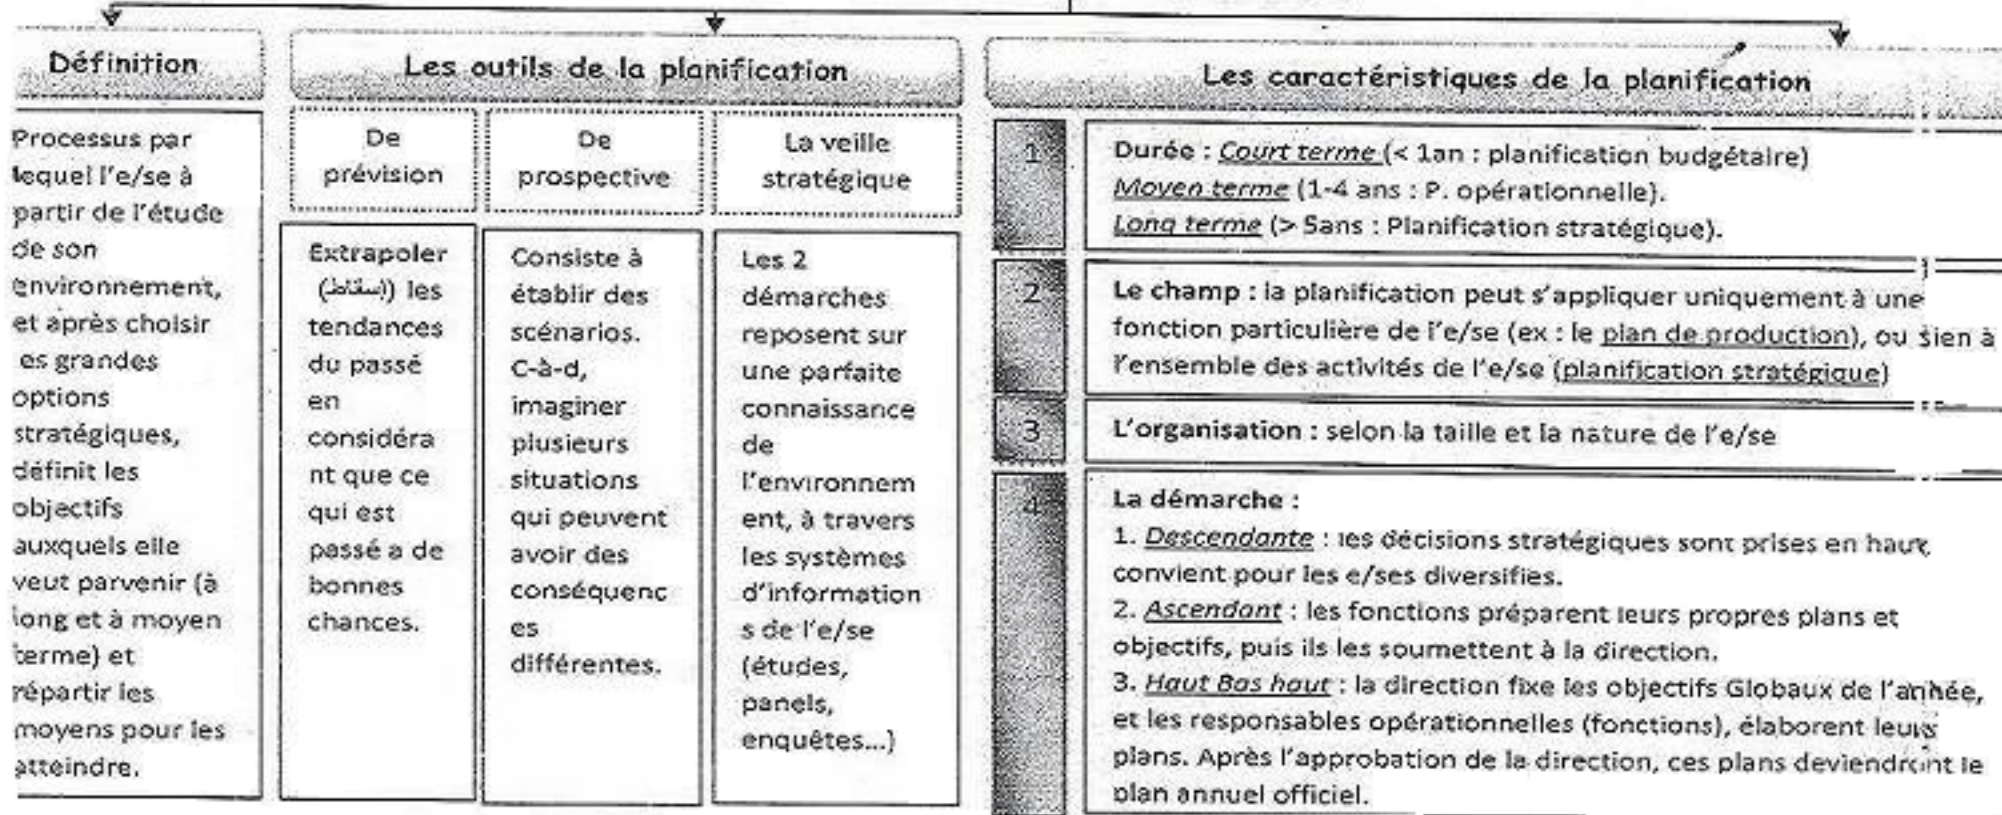 Définition
Processus par
lequel l'e/se à
partir de l'étude
de son
environnement,
et après choisir
es grandes
options
stratégiques,
définit les
objectifs
auxquels elle
veut parvenir (à
long et à moyen
terme) et
répartir les
moyens pour les
atteindre.
Les outils de la planification
De
prévision
Extrapoler
(إسقاط) les
tendances
du passé
en
considéra
nt que ce
qui est
passé a de
bonnes
chances.
De
prospective
Consiste à
établir des
scénarios.
C-à-d,
imaginer
plusieurs
situations
qui peuvent
avoir des
conséquenc
es
différentes.
La veille
stratégique
Les 2
démarches
reposent sur
une parfaite
connaissance
de
l'environnem
ent, à travers
les systèmes
d'information
s de l'e/se
(études,
panels,
enquêtes...)
Les caractéristiques de la planification
1
Durée : Court terme (< 1an : planification budgétaire)
Moyen terme (1-4 ans : P. opérationnelle).
Long terme (> 5ans : Planification stratégique).
2
Le champ : la planification peut s'appliquer uniquement à une
fonction particulière de l'e/se (ex : le plan de production), ou bien à
l'ensemble des activités de l'e/se (planification stratégique)
3
L'organisation : selon la taille et la nature de l'e/se
4
La démarche :
1. Descendante : les décisions stratégiques sont prises en haut,
convient pour les e/ses diversifies.
2. Ascendant : les fonctions préparent leurs propres plans et
objectifs, puis ils les soumettent à la direction.
3. Haut Bas haut : la direction fixe les objectifs Globaux de l'année,
et les responsables opérationnelles (fonctions), élaborent leurs
plans. Après l'approbation de la direction, ces plans deviendront le
plan annuel officiel.